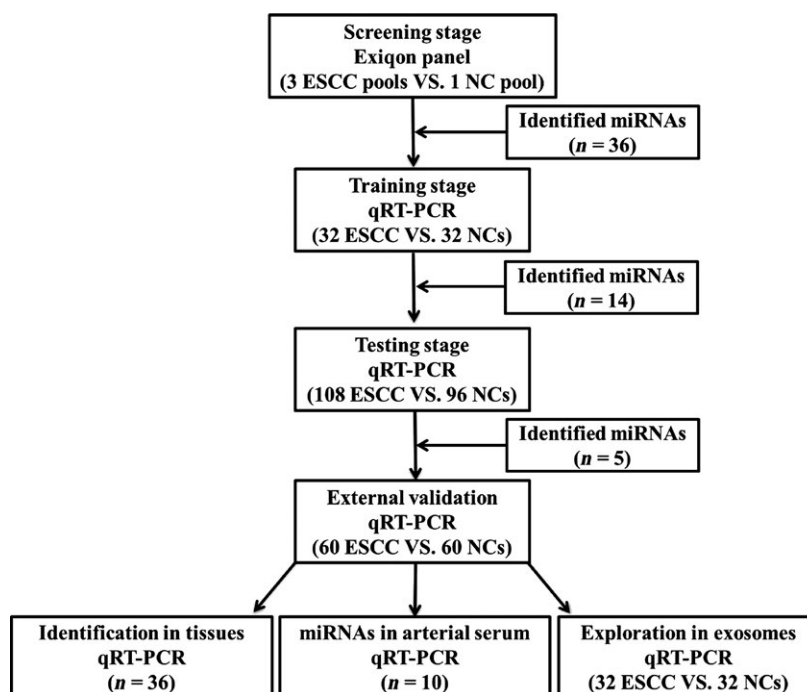 Screening stage
Exiqon panel
(3 ESCC pools VS. 1 NC pool)
Identified miRNAs
(n = 36)
Training stage
qRT-PCR
(32 ESCC VS. 32 NCs)
Identified miRNAs
(n = 14)
Testing stage
qRT-PCR
(108 ESCC VS. 96 NCs)
Identified miRNAs
(n = 5)
External validation
qRT-PCR
(60 ESCC VS. 60 NCs)
Identification in tissues
qRT-PCR
(n = 36)
miRNAs in arterial serum
qRT-PCR
(n = 10)
Exploration in exosomes
qRT-PCR
(32 ESCC VS. 32 NCs)